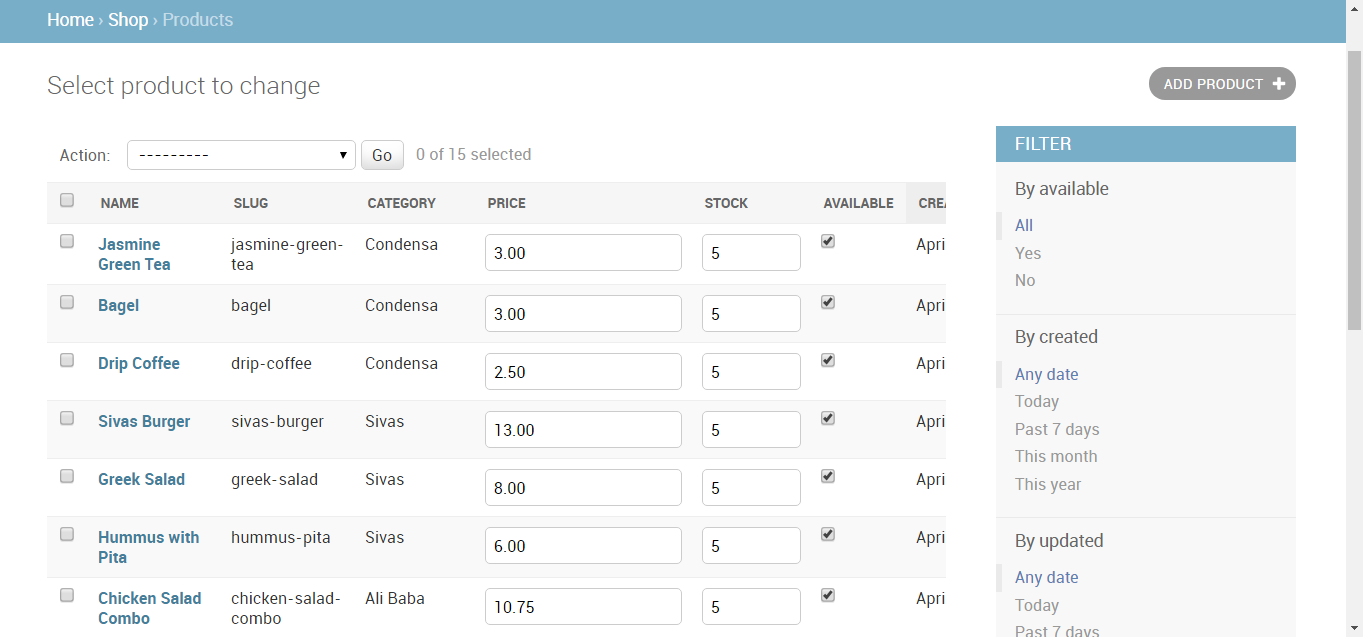 Home › Shop › Products
Select product to change
ADD PRODUCT
Action: --------- Go 0 of 15 selected
NAME SLUG CATEGORY PRICE STOCK AVAILABLE CREA
Jasmine Green Tea jasmine-green-tea Condensa 3.00 5 Apri
Bagel bagel Condensa 3.00 5 Apri
Drip Coffee drip-coffee Condensa 2.50 5 Apri
Sivas Burger sivas-burger Sivas 13.00 5 Apri
Greek Salad greek-salad Sivas 8.00 5 Apri
Hummus with Pita hummus-pita Sivas 6.00 5 Apri
Chicken Salad Combo chicken-salad-combo Ali Baba 10.75 5 Apri
FILTER
By available
All
Yes
No
By created
Any date
Today
Past 7 days
This month
This year
By updated
Any date
Today
Past 7 days